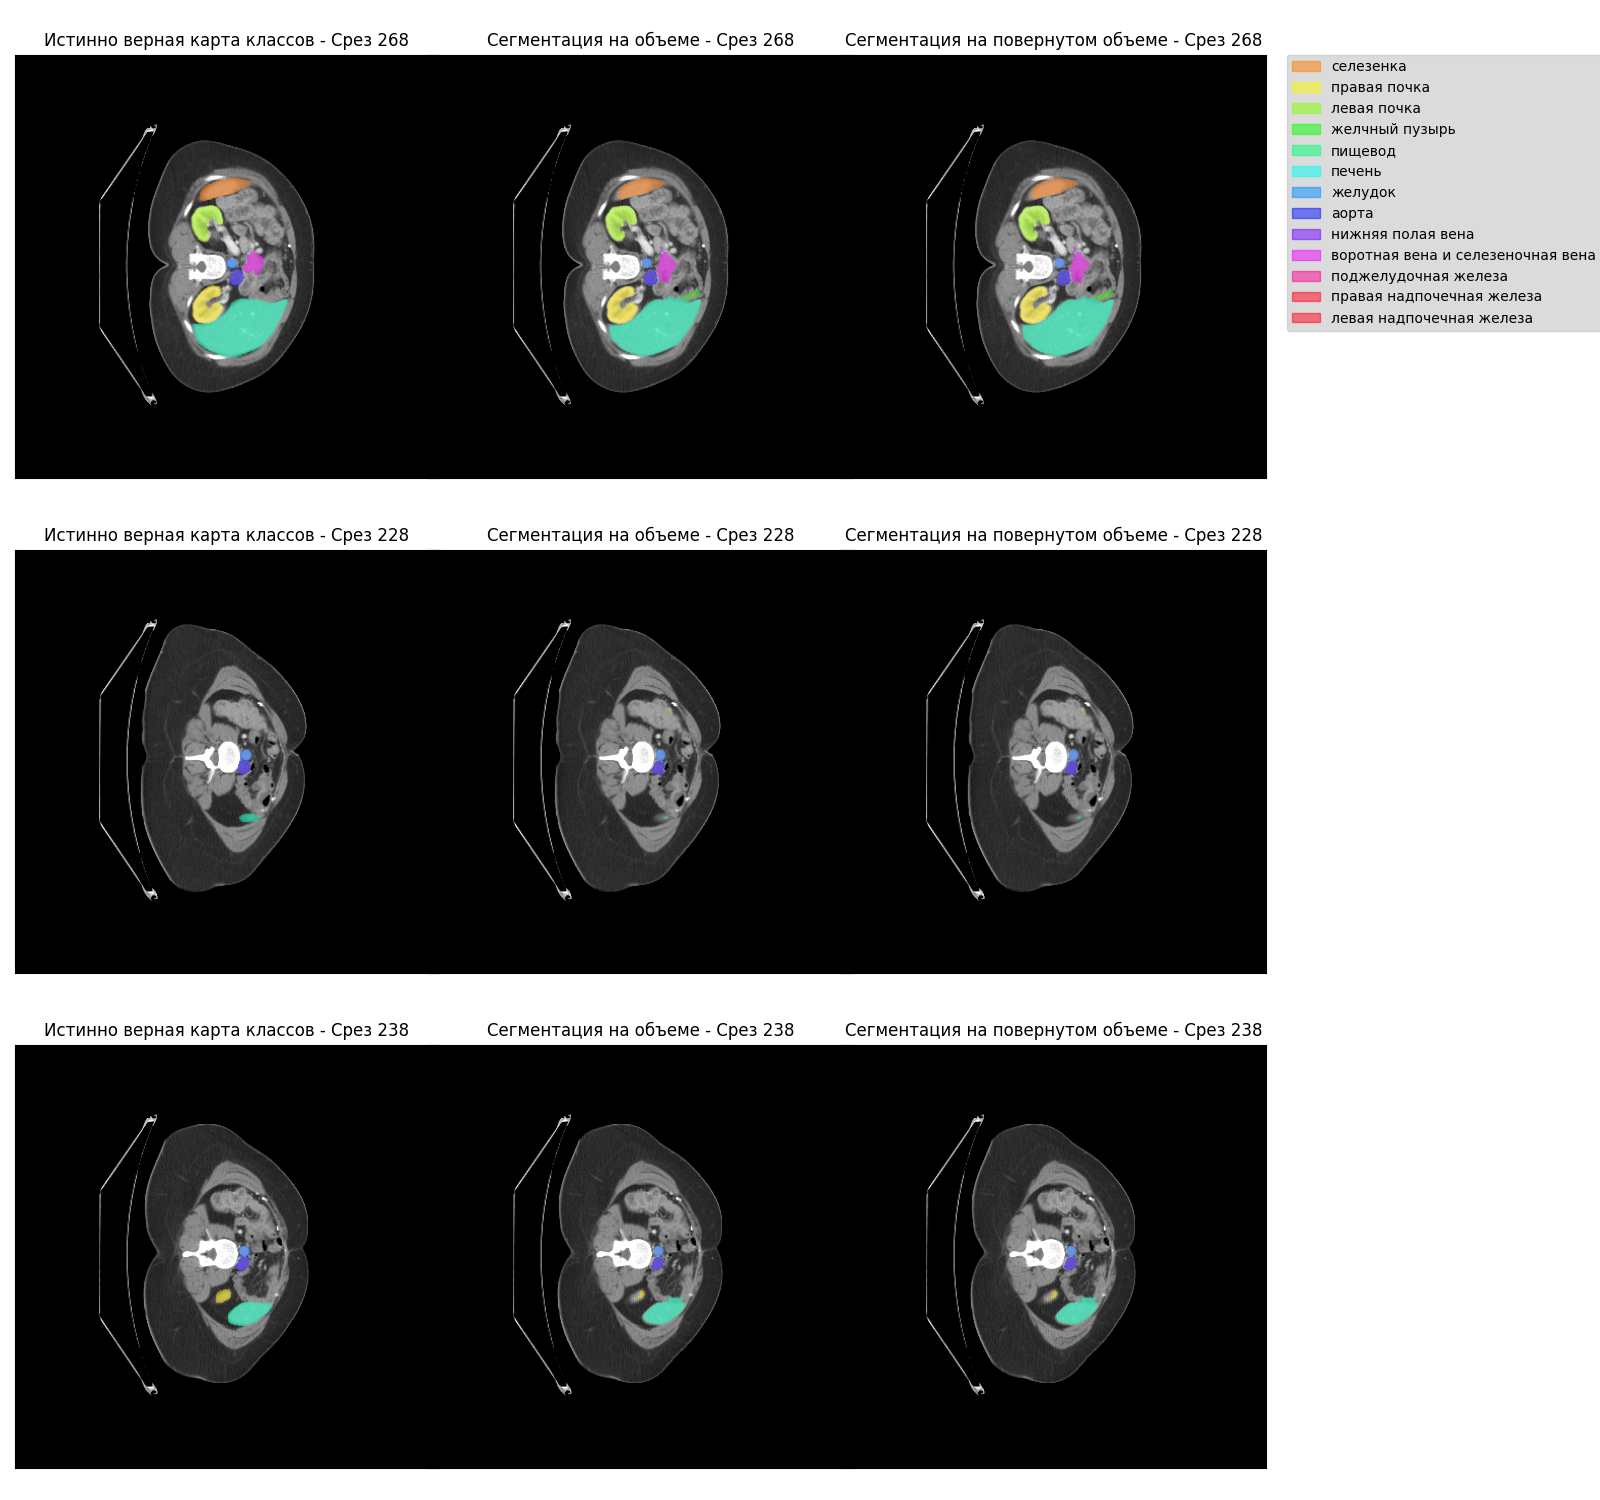 Истинно верная карта классов - Срез 268
Сегментация на объеме - Срез 268
Сегментация на повернутом объеме - Срез 268
селезенка
правая почка
левая почка
желчный пузырь
пищевод
печень
желудок
аорта
нижняя полая вена
воротная вена и селезеночная вена
поджелудочная железа
правая надпочечная железа
левая надпочечная железа
Истинно верная карта классов - Срез 228
Сегментация на объеме - Срез 228
Сегментация на повернутом объеме - Срез 228
Истинно верная карта классов - Срез 238
Сегментация на объеме - Срез 238
Сегментация на повернутом объеме - Срез 238